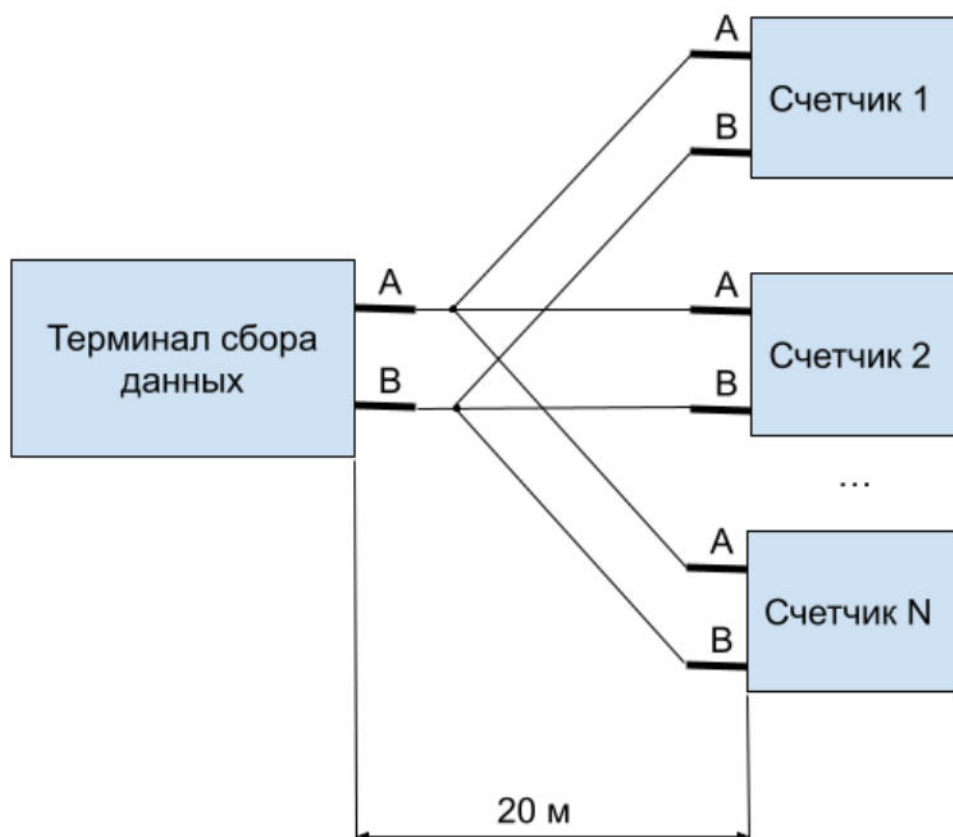 A
Счетчик 1
B
A
Терминал сбора
данных
B
A
Счетчик 2
B
...
A
Счетчик N
B
20 м